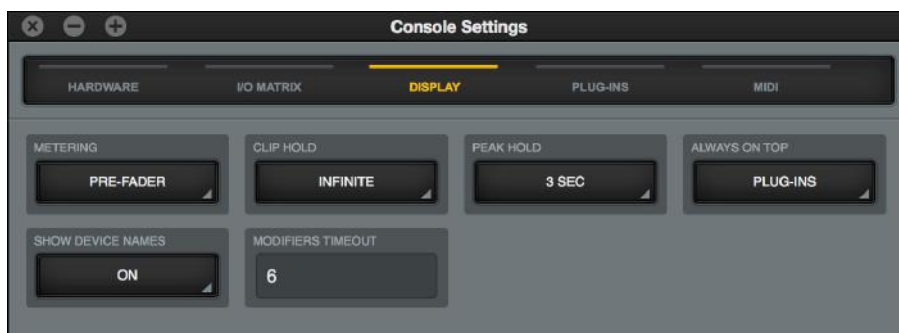 Console Settings
HARDWARE I/O MATRIX DISPLAY PLUG-INS MIDI
METERING CLIP HOLD PEAK HOLD ALWAYS ON TOP
PRE-FADER INFINITE 3 SEC PLUG-INS
SHOW DEVICE NAMES MODIFIERS TIMEOUT
ON 6